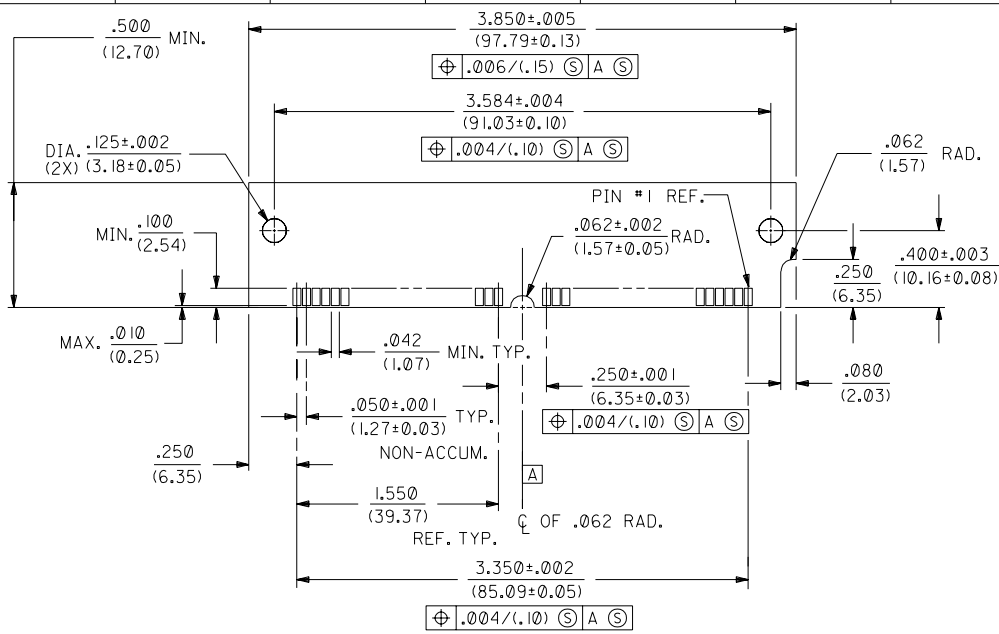 .500 MIN.
(12.70)
3.850±.005
(97.79±0.13)
⌖ .006/(.15) Ⓢ A Ⓢ
3.584±.004
(91.03±0.10)
⌖ .004/(.10) Ⓢ A Ⓢ
DIA. .125±.002
(2X) (3.18±0.05)
.062 RAD.
(1.57)
PIN #1 REF.
.062±.002 RAD.
(1.57±0.05)
MIN. .100
(2.54)
.400±.003
(10.16±0.08)
.250
(6.35)
MAX. .010
(0.25)
.042 MIN. TYP.
(1.07)
.250±.001
(6.35±0.03)
⌖ .004/(.10) Ⓢ A Ⓢ
.080
(2.03)
.050±.001 TYP.
(1.27±0.03)
NON-ACCUM.
.250
(6.35)
A
1.550
(39.37)
REF. TYP.
℄ OF .062 RAD.
3.350±.002
(85.09±0.05)
⌖ .004/(.10) Ⓢ A Ⓢ